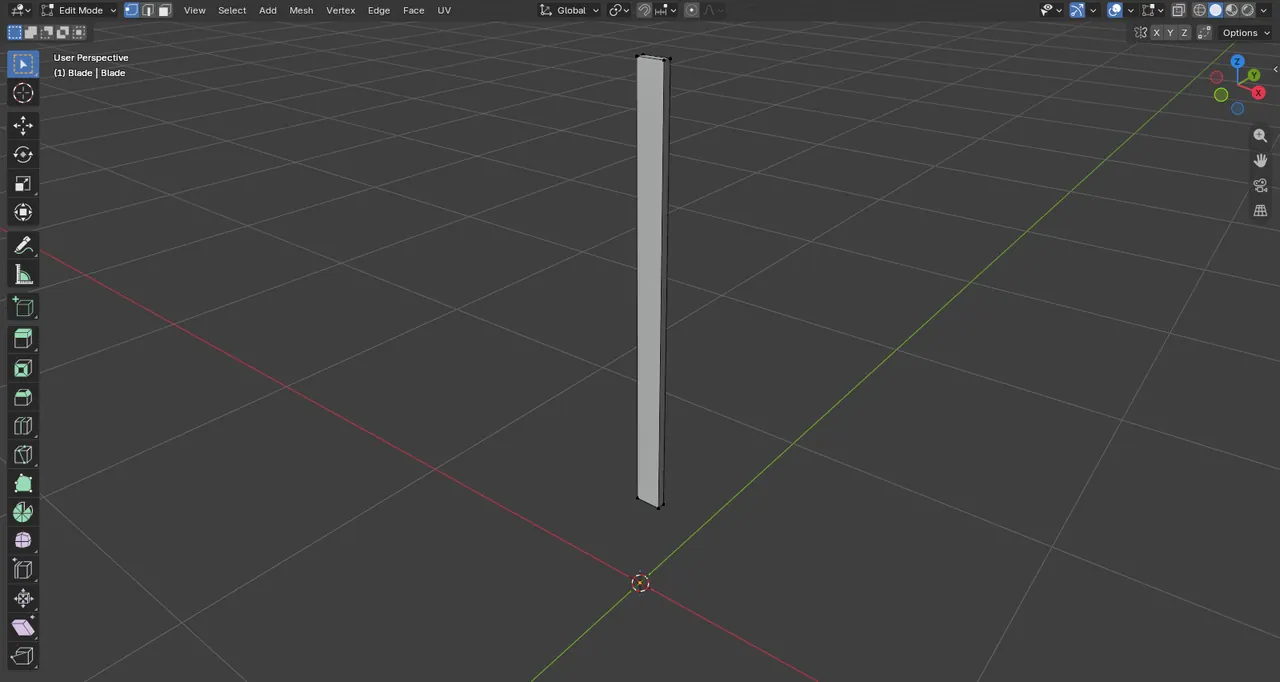 Edit Mode View Select Add Mesh Vertex Edge Face UV Global
X Y Z Options
User Perspective
(1) Blade | Blade
Z
Y
X